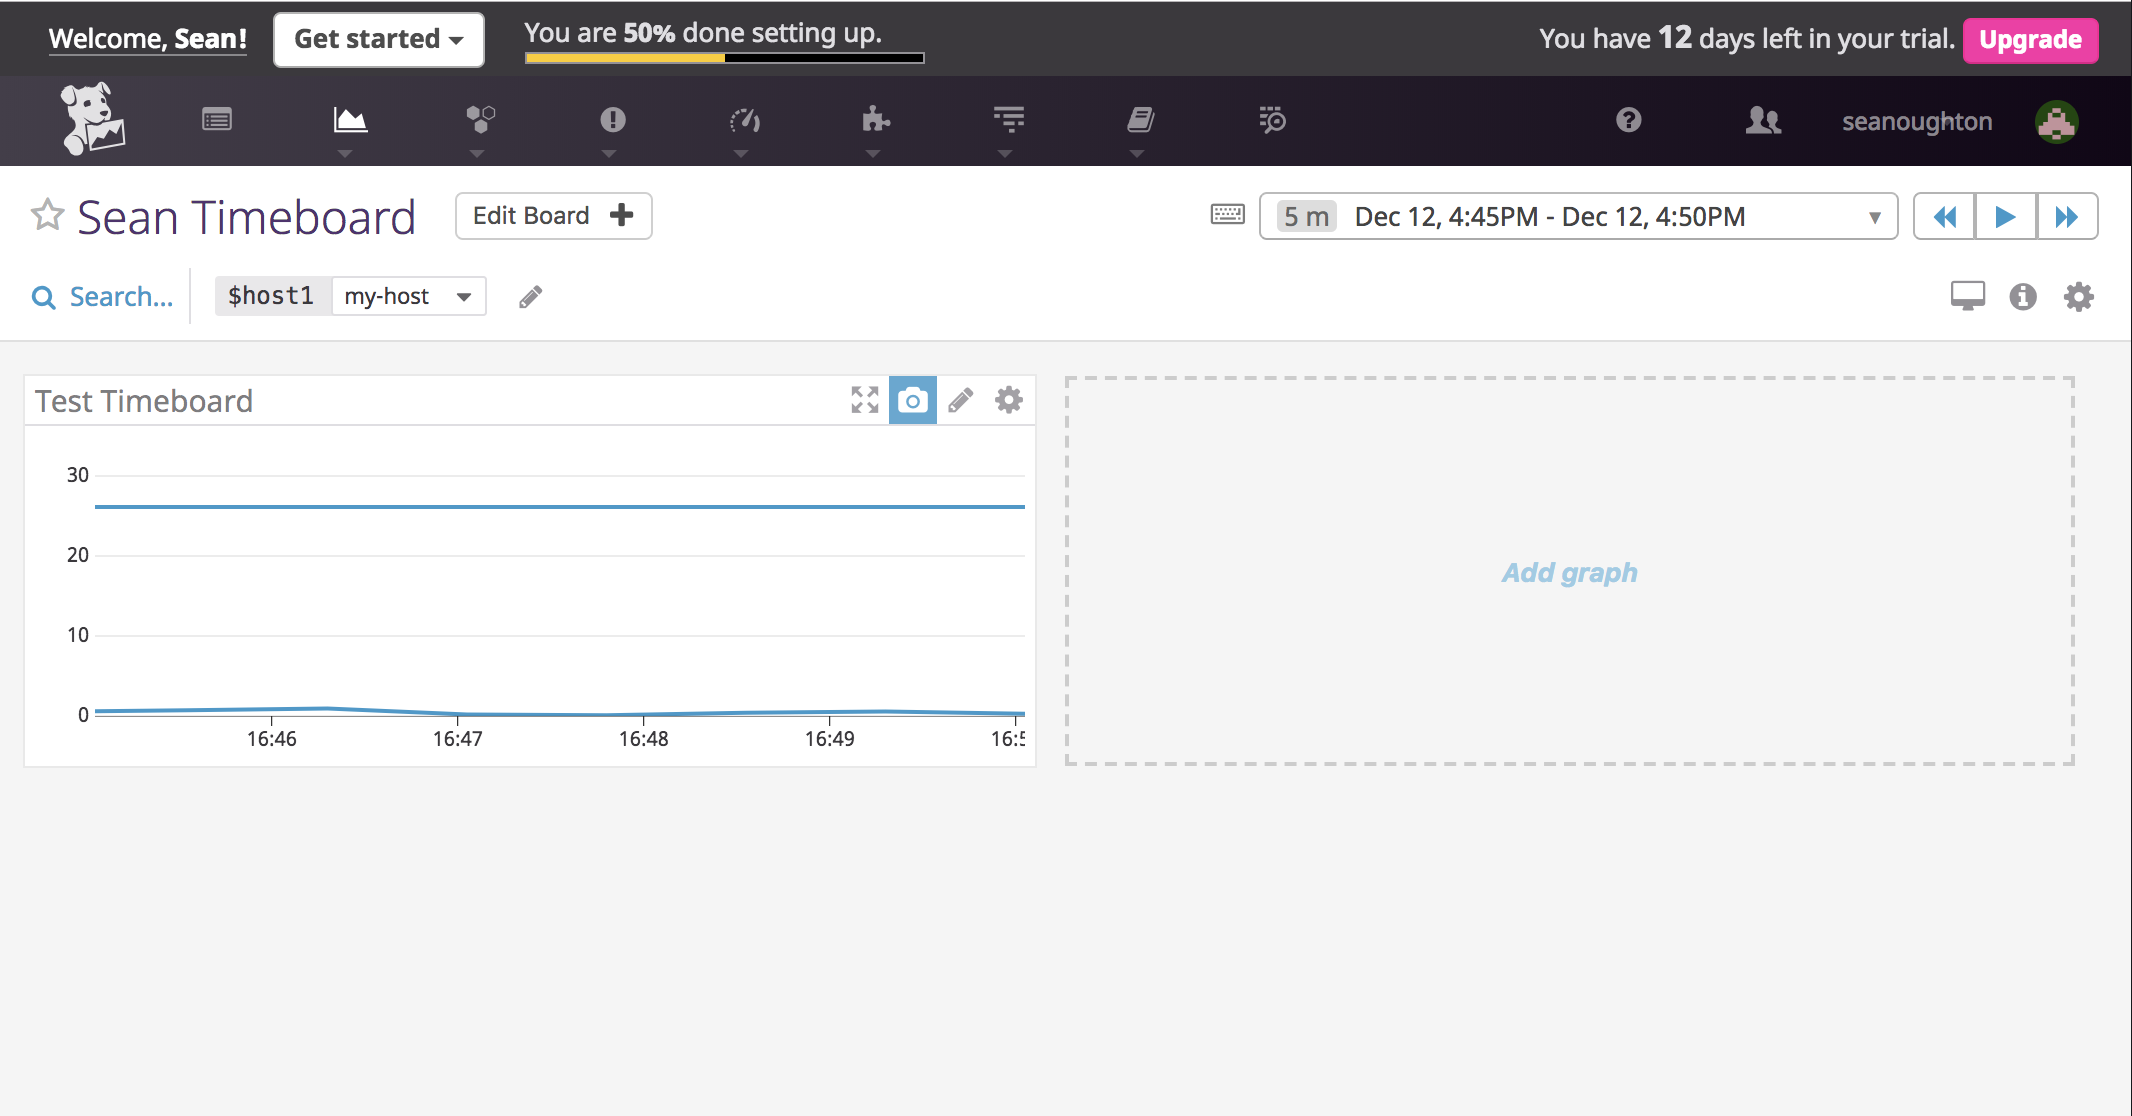 Welcome, Sean!
Get started
You are 50% done setting up.
You have 12 days left in your trial.
Upgrade
seanoughton
Sean Timeboard
Edit Board
5 m Dec 12, 4:45PM - Dec 12, 4:50PM
Search...
$host1 my-host
Test Timeboard
30
20
10
0
16:46 16:47 16:48 16:49
Add graph